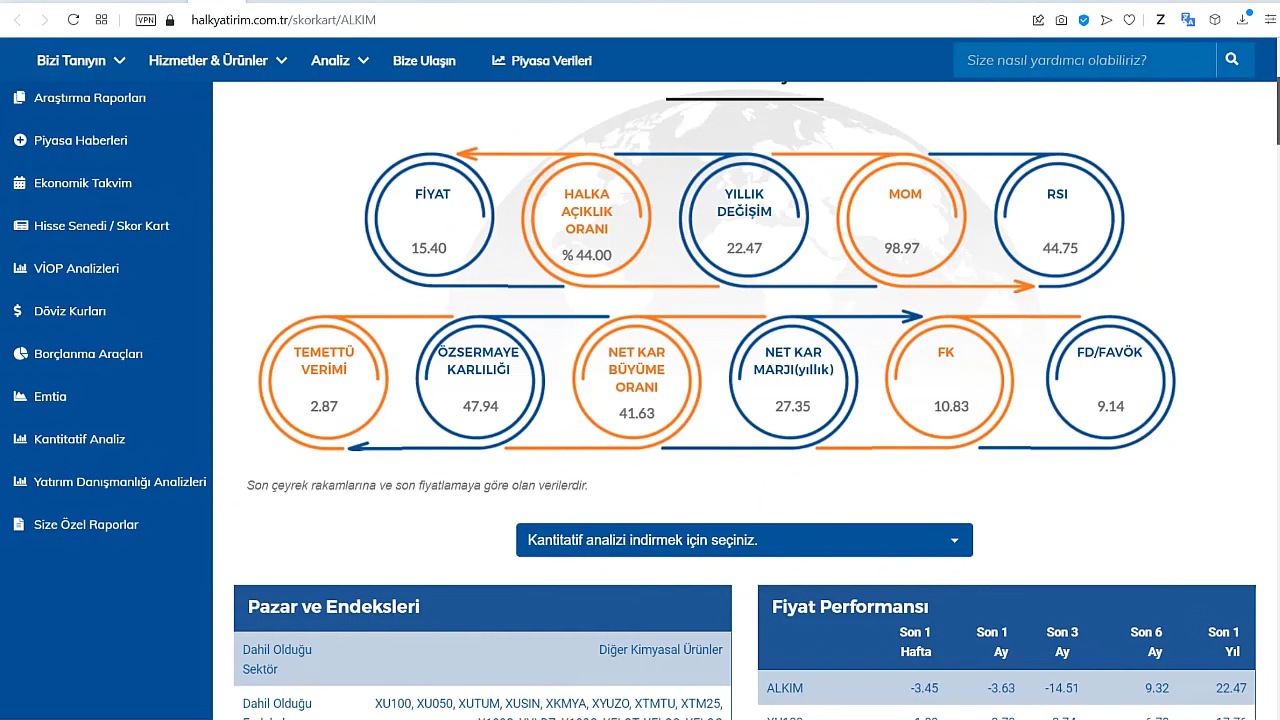 VPN halkyatirim.com.tr/skorkart/ALKIM
Bizi Tanıyın Hizmetler & Ürünler Analiz Bize Ulaşın Piyasa Verileri Size nasıl yardımcı olabiliriz?
Araştırma Raporları
Piyasa Haberleri
Ekonomik Takvim
Hisse Senedi / Skor Kart
VİOP Analizleri
Döviz Kurları
Borçlanma Araçları
Emtia
Kantitatif Analiz
Yatırım Danışmanlığı Analizleri
Size Özel Raporlar
FİYAT
15.40
HALKA
AÇIKLIK
ORANI
% 44.00
YILLIK
DEĞİŞİM
22.47
MOM
98.97
RSI
44.75
TEMETTÜ
VERİMİ
2.87
ÖZSERMAYE
KARLILIĞI
47.94
NET KAR
BÜYÜME
ORANI
41.63
NET KAR
MARJI(yıllık)
27.35
FK
10.83
FD/FAVÖK
9.14
Son çeyrek rakamlarına ve son fiyatlamaya göre olan verilerdir.
Kantitatif analizi indirmek için seçiniz.
Pazar ve Endeksleri
Dahil Olduğu
Sektör
Diğer Kimyasal Ürünler
Dahil Olduğu
XU100, XU050, XUTUM, XUSIN, XKMYA, XYUZO, XTMTU, XTM25,
Fiyat Performansı
Son 1 Hafta Son 1 Ay Son 3 Ay Son 6 Ay Son 1 Yıl
ALKIM -3.45 -3.63 -14.51 9.32 22.47